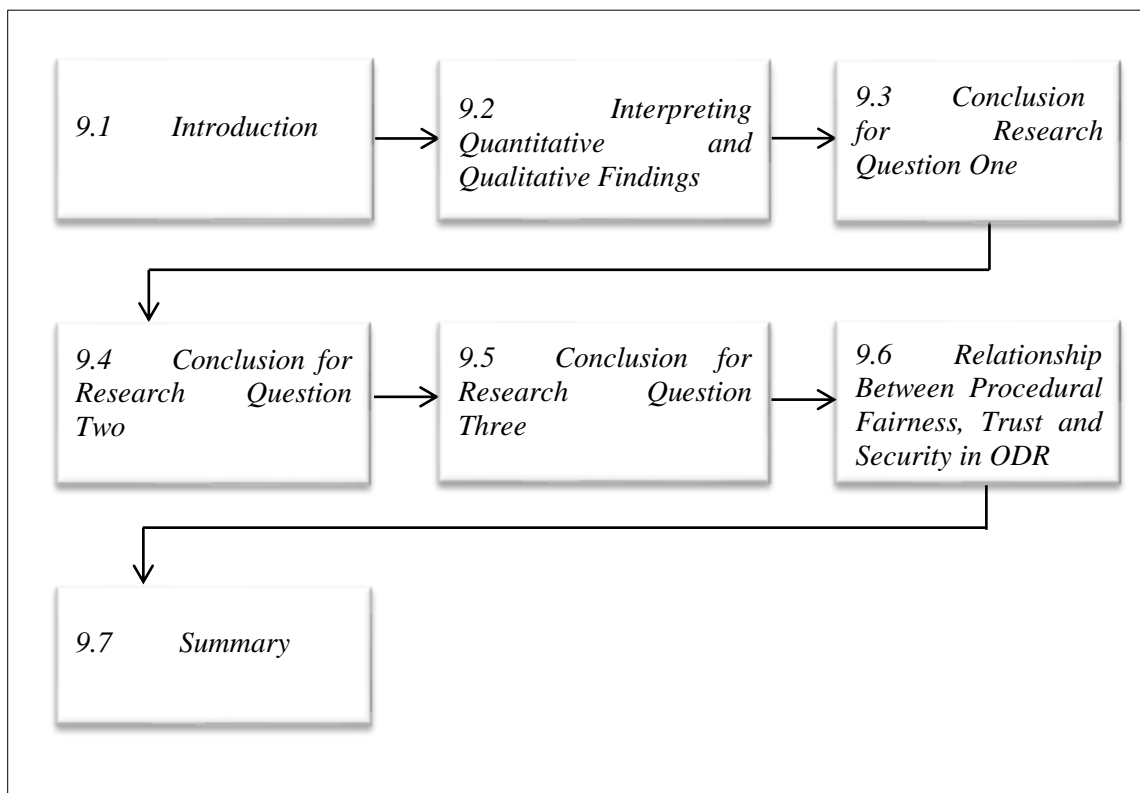 9.1 Introduction
9.2 Interpreting
Quantitative and
Qualitative Findings
9.3 Conclusion
for Research
Question One
9.4 Conclusion for
Research Question
Two
9.5 Conclusion for
Research Question
Three
9.6 Relationship
Between Procedural
Fairness, Trust and
Security in ODR
9.7 Summary